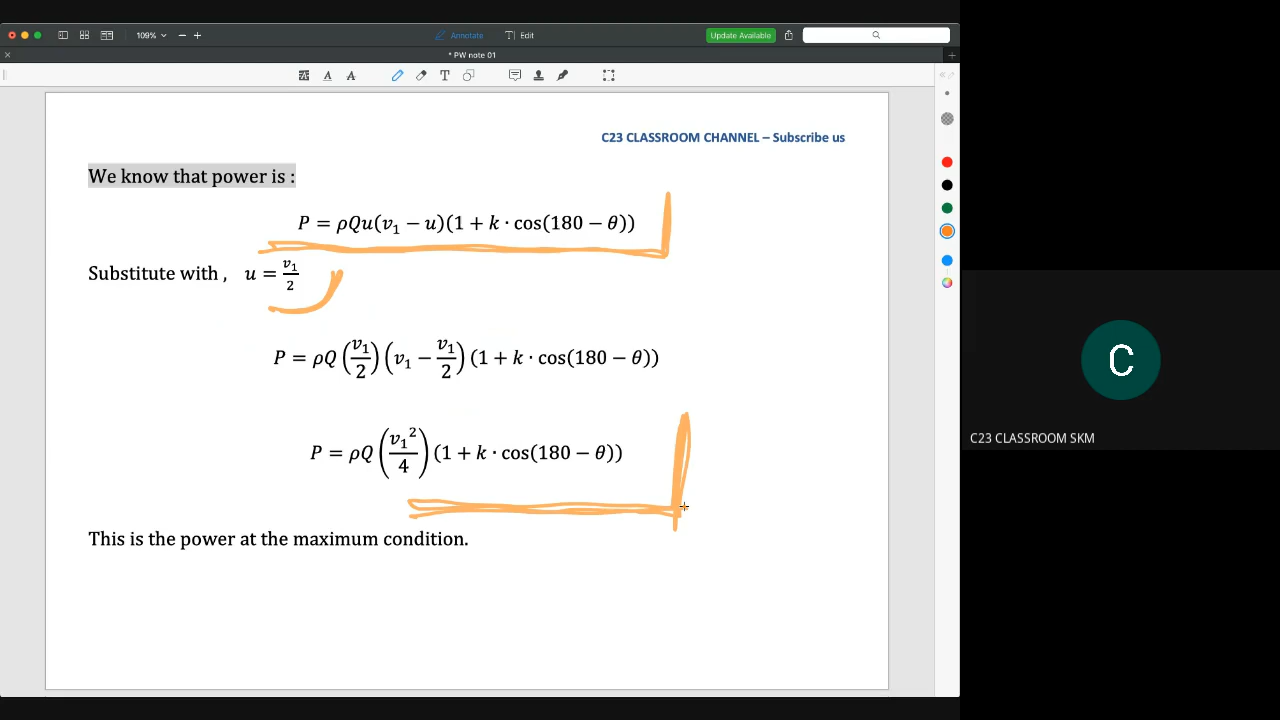 109%
Annotate
Edit
Update Available
* PW note 01
C23 CLASSROOM CHANNEL – Subscribe us
We know that power is :
P = ρQu(v₁ − u)(1 + k · cos(180 − θ))
Substitute with , u = v₁/2
P = ρQ (v₁/2) (v₁ − v₁/2) (1 + k · cos(180 − θ))
P = ρQ (v₁²/4) (1 + k · cos(180 − θ))
This is the power at the maximum condition.
C
C23 CLASSROOM SKM